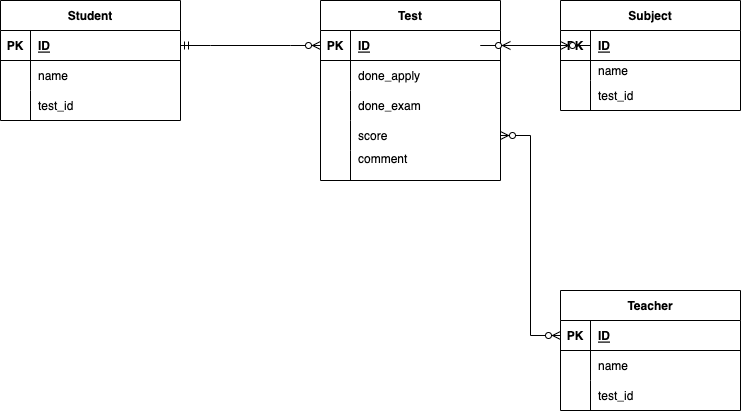 Student
PK ID
name
test_id
Test
PK ID
done_apply
done_exam
score
comment
Subject
PK ID
name
test_id
Teacher
PK ID
name
test_id